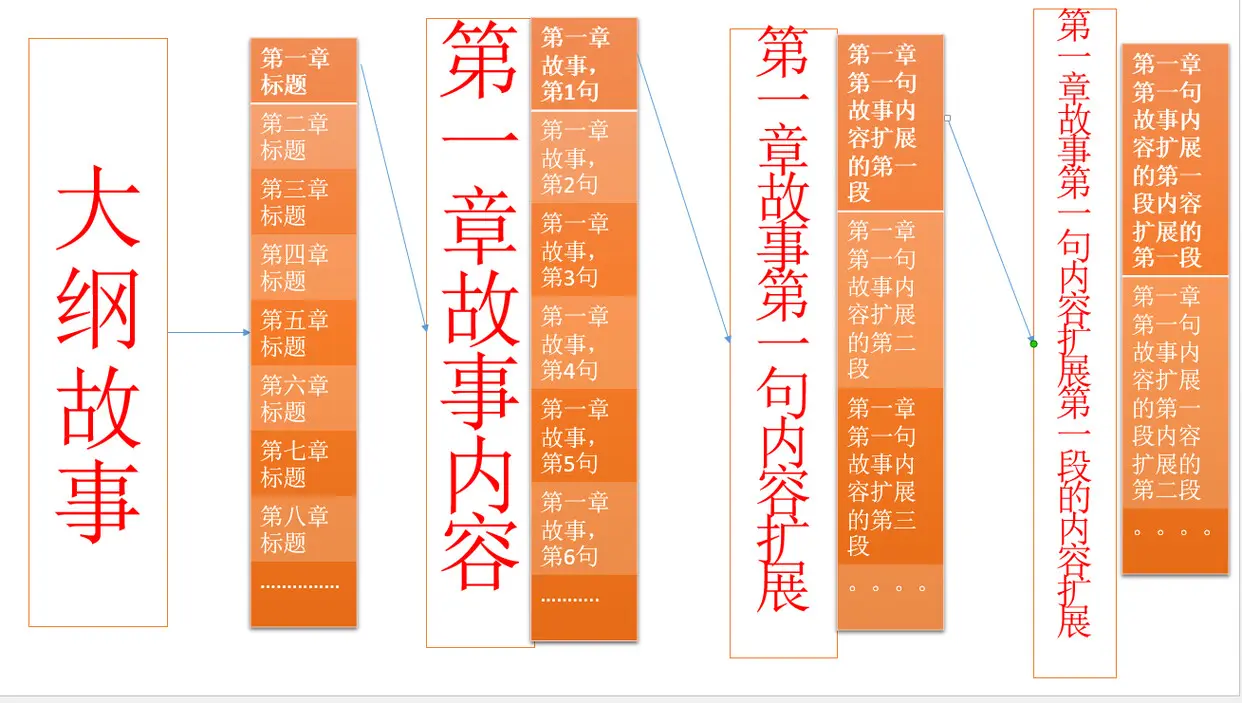 大纲故事
第一章
标题
第二章
标题
第三章
标题
第四章
标题
第五章
标题
第六章
标题
第七章
标题
第八章
标题
...............
第一章故事内容
第一章
故事，
第1句
第一章
故事，
第2句
第一章
故事，
第3句
第一章
故事，
第4句
第一章
故事，
第5句
第一章
故事，
第6句
...........
第一章故事第一句内容扩展
第一章
第一句
故事内
容扩展
的第一
段
第一章
第一句
故事内
容扩展
的第二
段
第一章
第一句
故事内
容扩展
的第三
段
。。。。
第一章故事第一句内容扩展第一段的内容扩展
第一章
第一句
故事内
容扩展
的第一
段内容
扩展的
第一段
第一章
第一句
故事内
容扩展
的第一
段内容
扩展的
第二段
。。。。